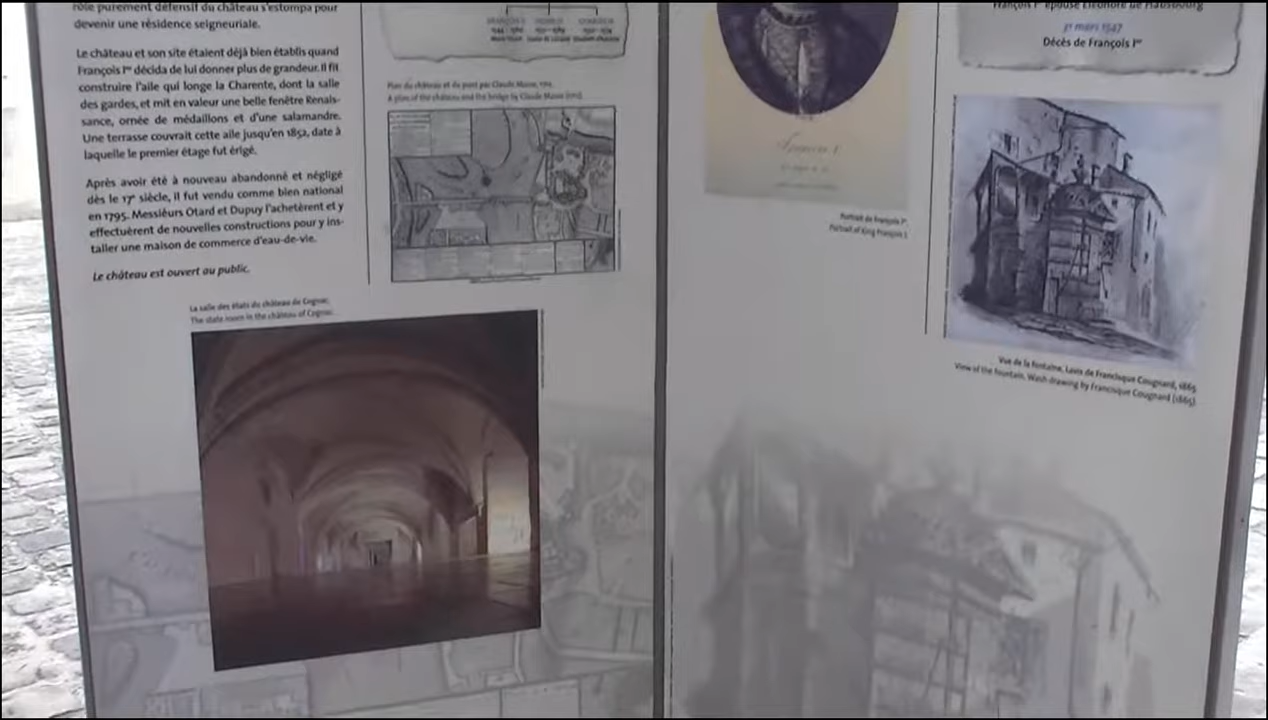 rôle purement défensif du château s'estompa pour
devenir une résidence seigneuriale.
Le château et son site étaient déjà bien établis quand
François Iᵉʳ décida de lui donner plus de grandeur. Il fit
construire l'aile qui longe la Charente, dont la salle
des gardes, et mit en valeur une belle fenêtre Renais-
sance, ornée de médaillons et d'une salamandre.
Une terrasse couvrait cette aile jusqu'en 1852, date à
laquelle le premier étage fut érigé.
Après avoir été à nouveau abandonné et négligé
dès le 17ᵉ siècle, il fut vendu comme bien national
en 1795. Messieurs Otard et Dupuy l'achetèrent et y
effectuèrent de nouvelles constructions pour y ins-
taller une maison de commerce d'eau-de-vie.
Le château est ouvert au public.
Plan du château et du pont par Claude Masse,
A plan of the château and the bridge by Claude Masse
La salle des états du château de Cognac.
The state room in the château of Cognac.
Portrait de François Iᵉʳ.
Portrait of King François I.
François Iᵉʳ épouse Eléonore de Habsbourg
31 mars 1547
Décès de François Iᵉʳ
Vue de la fontaine, Lavis de Francisque Cougnard, 1865.
View of the fountain. Wash drawing by Francisque Cougnard (1865).